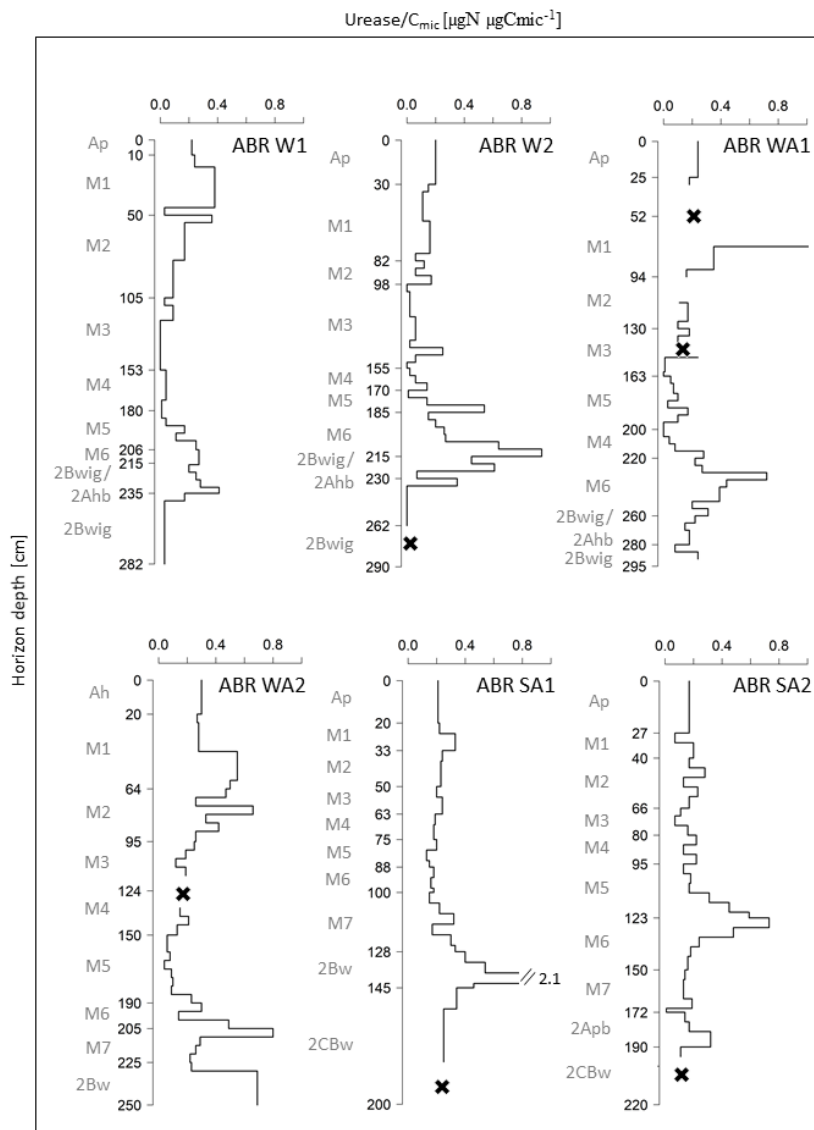 Urease/Cmic [µgN µgCmic-1]
Horizon depth [cm]
0.0 0.4 0.8
ABR W1
Ap
M1
M2
M3
M4
M5
M6
2Bwig/
2Ahb
2Bwig
0
10
50
105
153
180
206
215
235
282
0.0 0.4 0.8
ABR W2
Ap
M1
M2
M3
M4
M5
M6
2Bwig/
2Ahb
2Bwig
0
30
82
98
155
170
185
215
230
262
290
0.0 0.4 0.8
ABR WA1
Ap
M1
M2
M3
M5
M4
M6
2Bwig/
2Ahb
2Bwig
0
25
52
94
130
163
200
220
260
280
295
0.0 0.4 0.8
ABR WA2
Ah
M1
M2
M3
M4
M5
M6
M7
2Bw
0
20
64
95
124
150
190
205
225
250
0.0 0.4 0.8
ABR SA1
Ap
M1
M2
M3
M4
M5
M6
M7
2Bw
2CBw
0
20
33
50
63
75
88
100
128
145
200
// 2.1
0.0 0.4 0.8
ABR SA2
Ap
M1
M2
M3
M4
M5
M6
M7
2Apb
2CBw
0
27
40
66
80
95
123
150
172
190
220